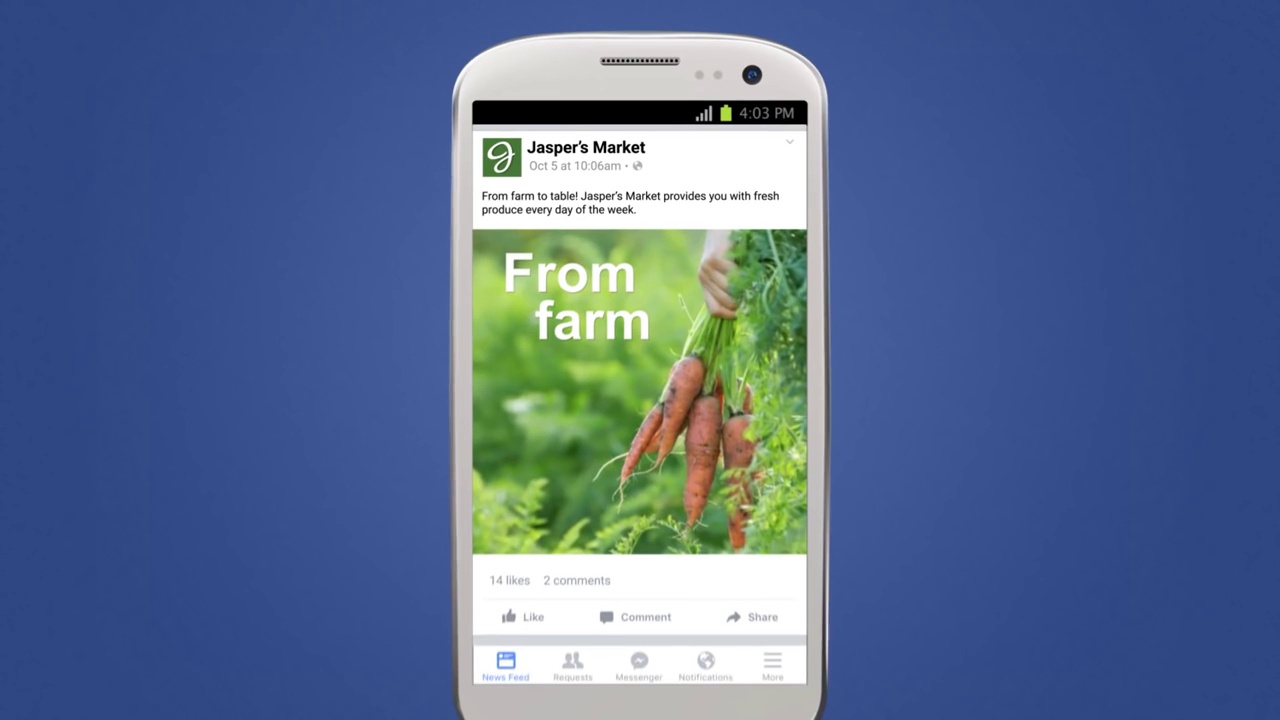 4:03 PM
Jasper's Market
Oct 5 at 10:06am •
From farm to table! Jasper's Market provides you with fresh
produce every day of the week.
From
farm
14 likes 2 comments
Like Comment Share
News Feed Requests Messenger Notifications More